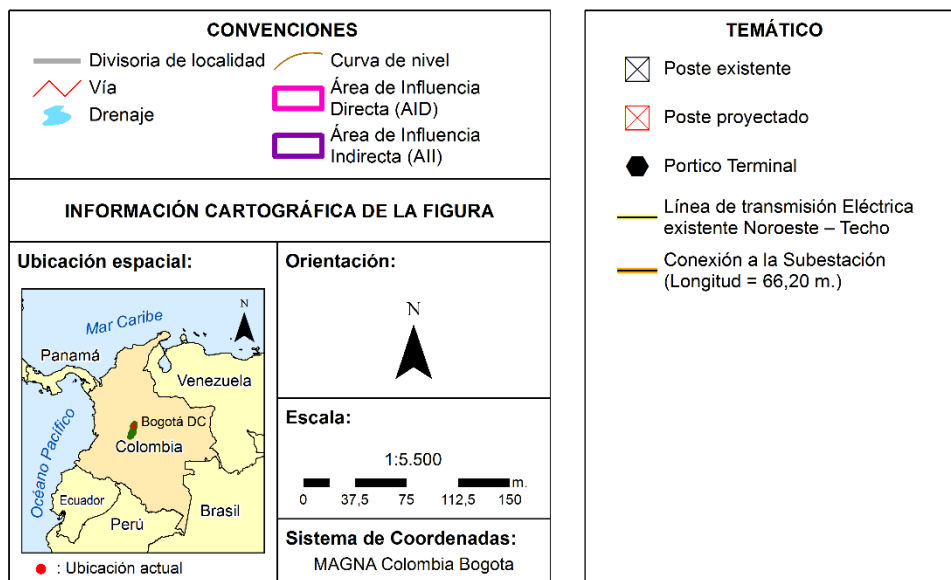 CONVENCIONES
Divisoria de localidad
Vía
Drenaje
Curva de nivel
Área de Influencia
Directa (AID)
Área de Influencia
Indirecta (AII)
INFORMACIÓN CARTOGRÁFICA DE LA FIGURA
Ubicación espacial:
N
Mar Caribe
Panamá
Venezuela
Bogotá DC
Colombia
Océano Pacífico
Ecuador
Perú
Brasil
: Ubicación actual
Orientación:
N
Escala:
1:5.500
m.
0 37,5 75 112,5 150
Sistema de Coordenadas:
MAGNA Colombia Bogota
TEMÁTICO
Poste existente
Poste proyectado
Portico Terminal
Línea de transmisión Eléctrica
existente Noroeste – Techo
Conexión a la Subestación
(Longitud = 66,20 m.)